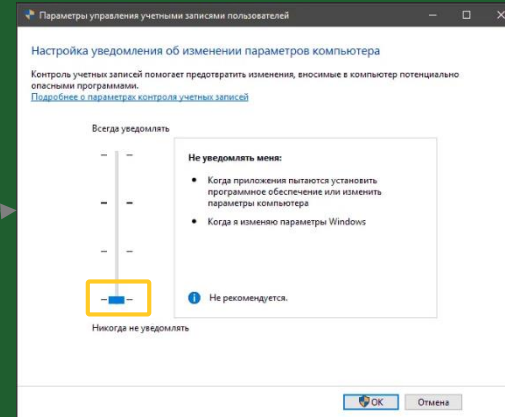 Параметры управления учетными записями пользователей
Настройка уведомления об изменении параметров компьютера
Контроль учетных записей помогает предотвратить изменения, вносимые в компьютер потенциально
опасными программами.
Подробнее о параметрах контроля учетных записей
Всегда уведомлять
Не уведомлять меня:
Когда приложения пытаются установить
программное обеспечение или изменить
параметры компьютера
Когда я изменяю параметры Windows
Не рекомендуется.
Никогда не уведомлять
ОК
Отмена